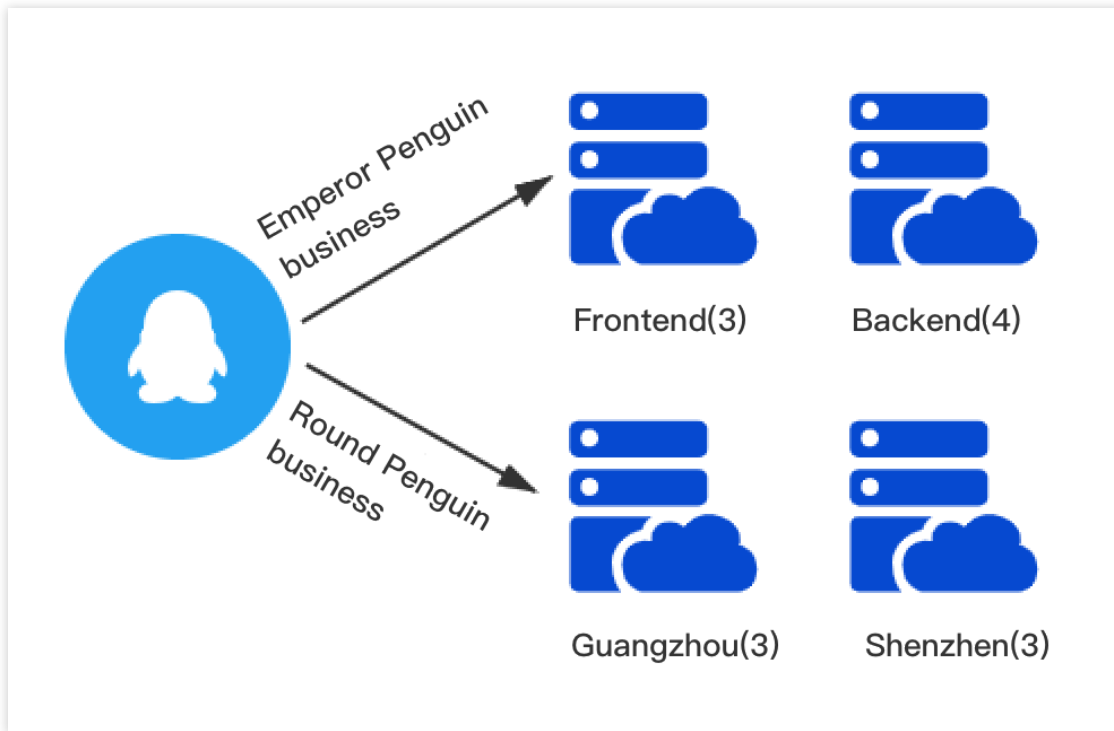 Emperor Penguin
business
Frontend(3)
Backend(4)
Round Penguin
business
Guangzhou(3)
Shenzhen(3)